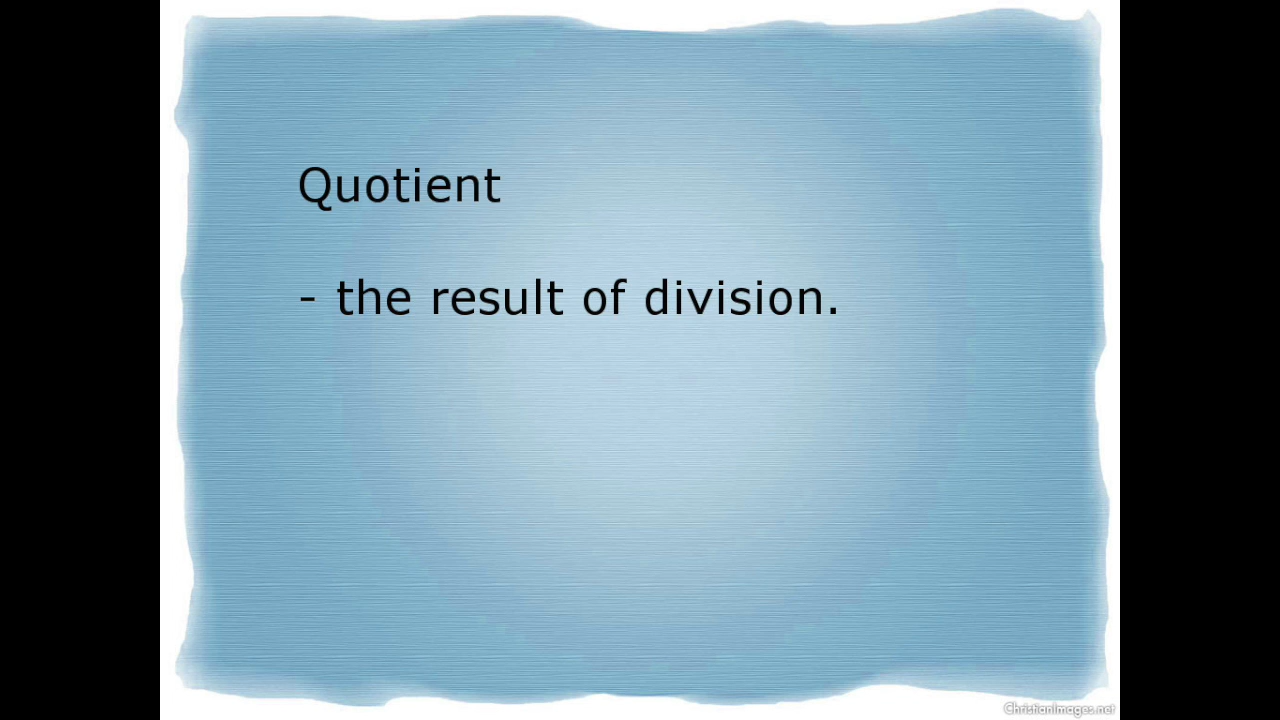 Quotient
- the result of division.
ChristianImages.net